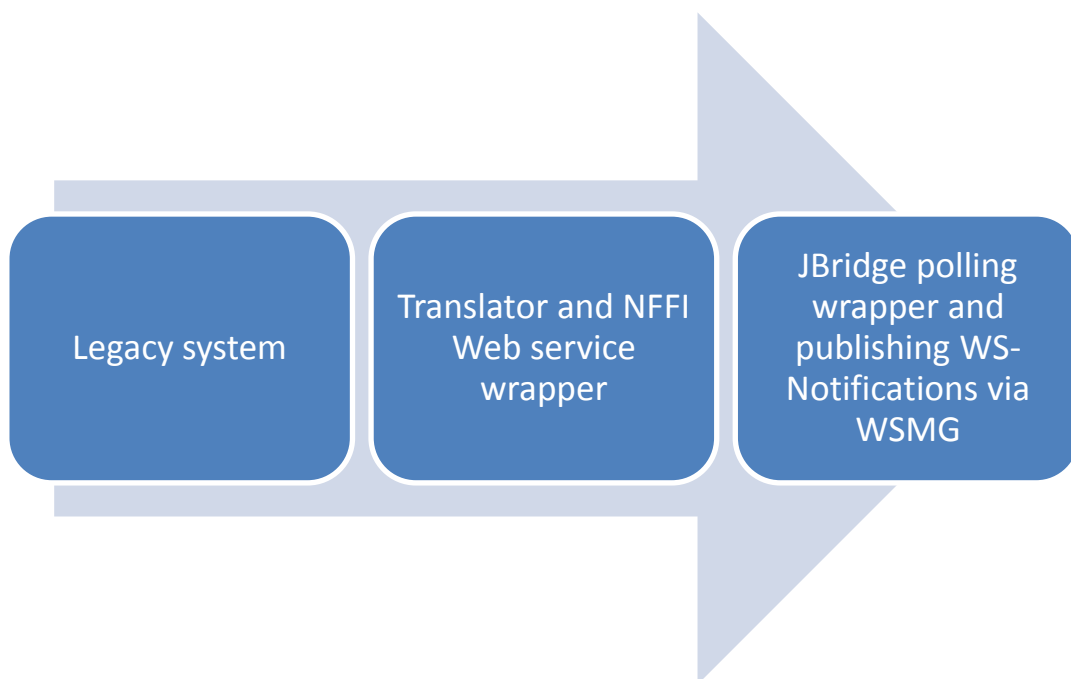 Legacy system
Translator and NFFI
Web service
wrapper
JBridge polling
wrapper and
publishing WS-
Notifications via
WSMG